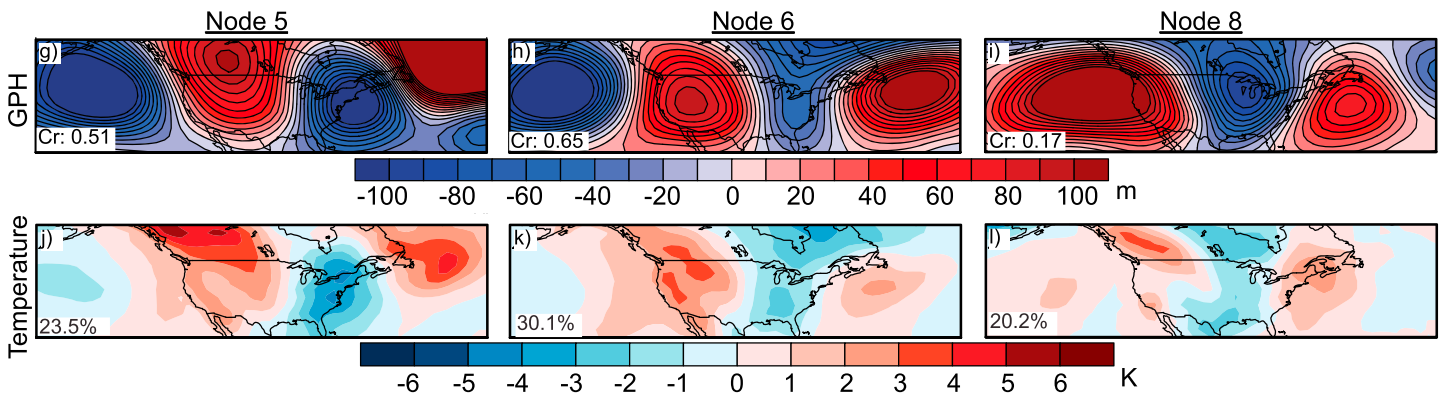 Node 5 Node 6 Node 8
GPH
g) h) i)
Cr: 0.51 Cr: 0.65 Cr: 0.17
-100 -80 -60 -40 -20 0 20 40 60 80 100 m
Temperature
j) k) l)
23.5% 30.1% 20.2%
-6 -5 -4 -3 -2 -1 0 1 2 3 4 5 6 K